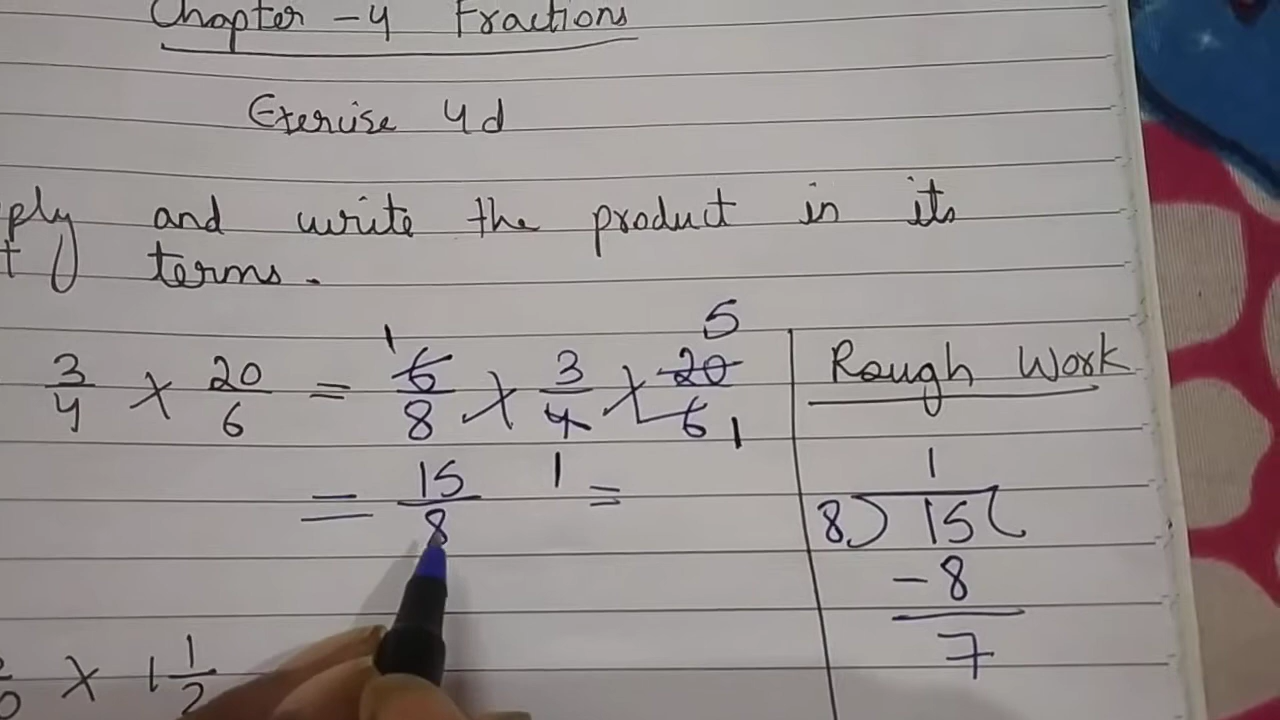 Chapter - 4 Fractions
Exercise 4d
ply and write the product in its
t terms.
3/4 × 20/6 = 6/8 × 3/4 × 20/6
1 5 1 1
= 15/8 =
× 1 1/2
Rough Work
1
8) 15 (
- 8
7